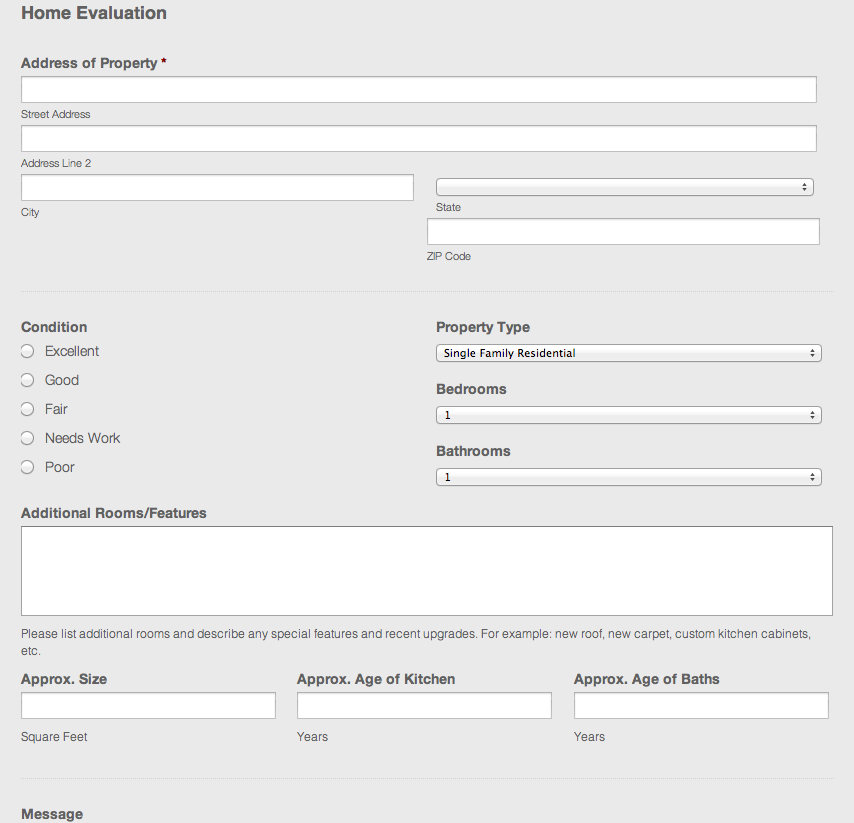 Home Evaluation
Address of Property *
Street Address
Address Line 2
City
State
ZIP Code
Condition
Excellent
Good
Fair
Needs Work
Poor
Property Type
Single Family Residential
Bedrooms
1
Bathrooms
1
Additional Rooms/Features
Please list additional rooms and describe any special features and recent upgrades. For example: new roof, new carpet, custom kitchen cabinets,
etc.
Approx. Size
Square Feet
Approx. Age of Kitchen
Years
Approx. Age of Baths
Years
Message